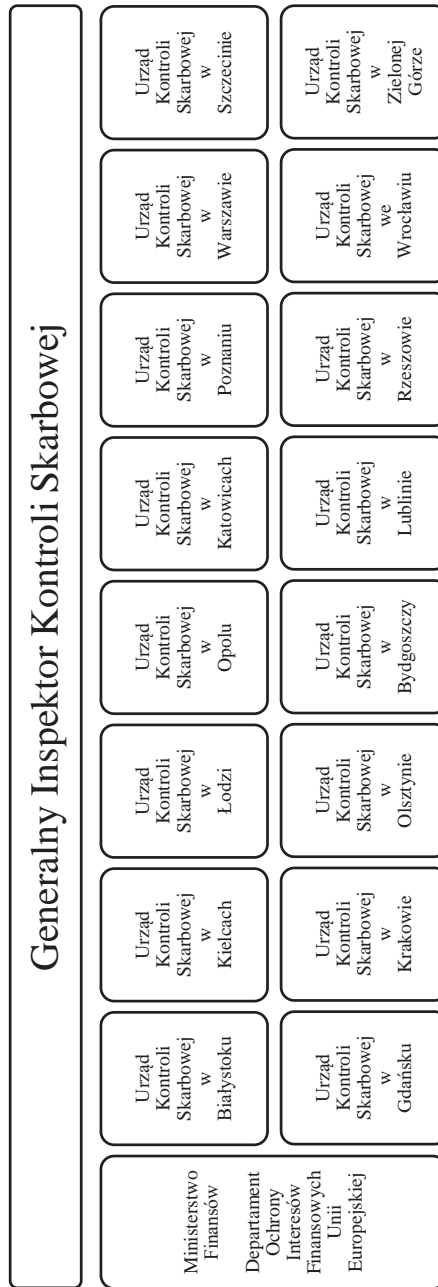 Generalny Inspektor Kontroli Skarbowej
Ministerstwo
Finansów
Departament
Ochrony
Interesów
Finansowych
Unii
Europejskiej
Urząd
Kontroli
Skarbowej
w
Białystoku
Urząd
Kontroli
Skarbowej
w
Kielcach
Urząd
Kontroli
Skarbowej
w
Łodzi
Urząd
Kontroli
Skarbowej
w
Opolu
Urząd
Kontroli
Skarbowej
w
Katowicach
Urząd
Kontroli
Skarbowej
w
Poznaniu
Urząd
Kontroli
Skarbowej
w
Warszawie
Urząd
Kontroli
Skarbowej
w
Szczecinie
Urząd
Kontroli
Skarbowej
w
Gdańsku
Urząd
Kontroli
Skarbowej
w
Krakowie
Urząd
Kontroli
Skarbowej
w
Olsztynie
Urząd
Kontroli
Skarbowej
w
Bydgoszczy
Urząd
Kontroli
Skarbowej
w
Lublinie
Urząd
Kontroli
Skarbowej
w
Rzeszowie
Urząd
Kontroli
Skarbowej
we
Wrocławiu
Urząd
Kontroli
Skarbowej
w
Zielonej
Górze